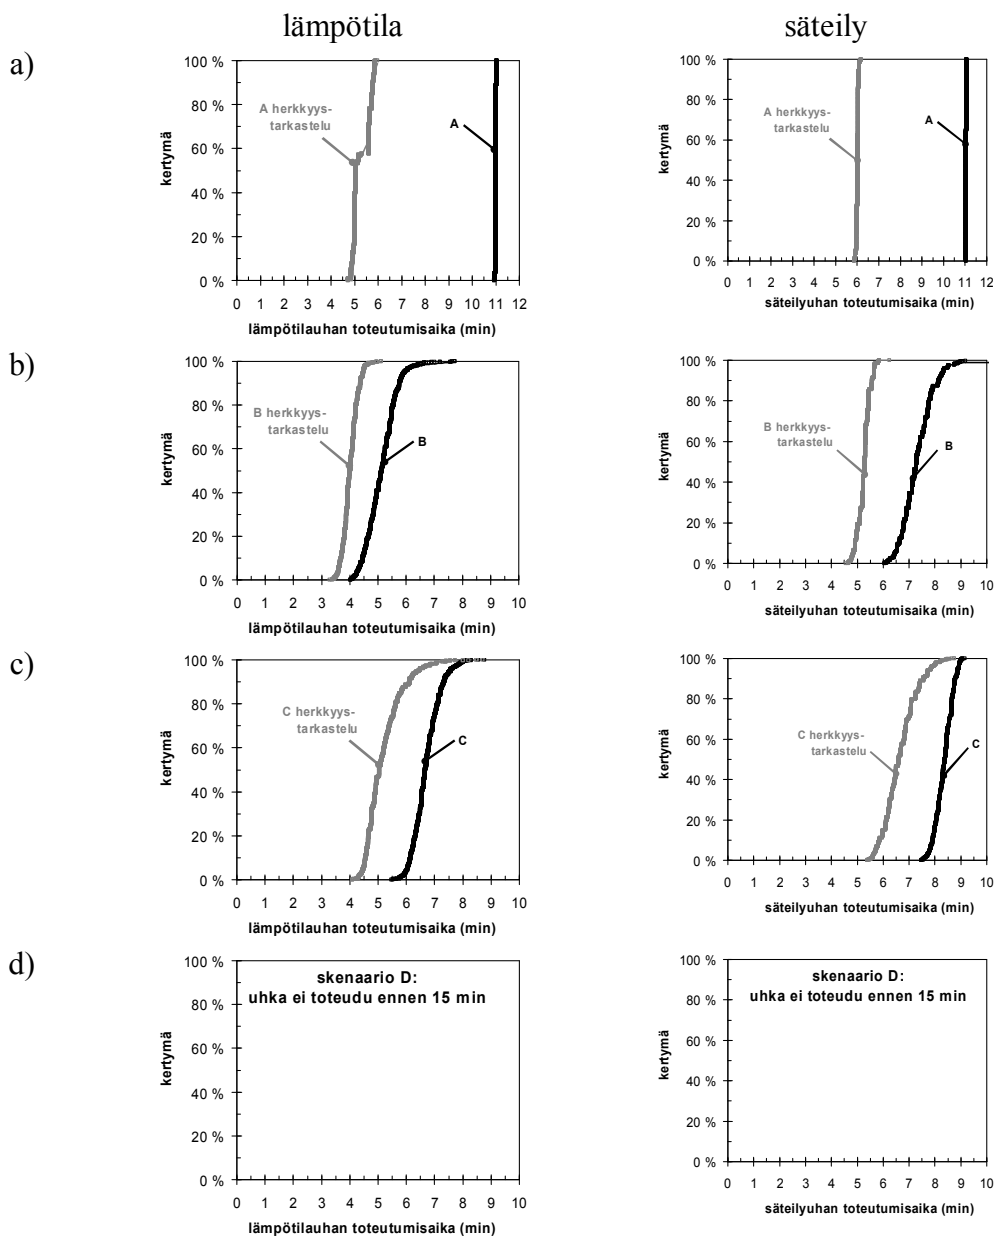 lämpötila
säteily
a)
100 %
80 %
60 %
40 %
20 %
0 %
kertymä
A herkkyys-
tarkastelu
A
0 1 2 3 4 5 6 7 8 9 10 11 12
lämpötilauhan toteutumisaika (min)
100 %
80 %
60 %
40 %
20 %
0 %
kertymä
A herkkyys-
tarkastelu
A
0 1 2 3 4 5 6 7 8 9 10 11 12
säteilyuhan toteutumisaika (min)
b)
100 %
80 %
60 %
40 %
20 %
0 %
kertymä
B herkkyys-
tarkastelu
B
0 1 2 3 4 5 6 7 8 9 10
lämpötilauhan toteutumisaika (min)
100 %
80 %
60 %
40 %
20 %
0 %
kertymä
B herkkyys-
tarkastelu
B
0 1 2 3 4 5 6 7 8 9 10
säteilyuhan toteutumisaika (min)
c)
100 %
80 %
60 %
40 %
20 %
0 %
kertymä
C herkkyys-
tarkastelu
C
0 1 2 3 4 5 6 7 8 9 10
lämpötilauhan toteutumisaika (min)
100 %
80 %
60 %
40 %
20 %
0 %
kertymä
C herkkyys-
tarkastelu
C
0 1 2 3 4 5 6 7 8 9 10
säteilyuhan toteutumisaika (min)
d)
100 %
80 %
60 %
40 %
20 %
0 %
kertymä
skenaario D:
uhka ei toteudu ennen 15 min
0 1 2 3 4 5 6 7 8 9 10
lämpötilauhan toteutumisaika (min)
100 %
80 %
60 %
40 %
20 %
0 %
kertymä
skenaario D:
uhka ei toteudu ennen 15 min
0 1 2 3 4 5 6 7 8 9 10
säteilyuhan toteutumisaika (min)